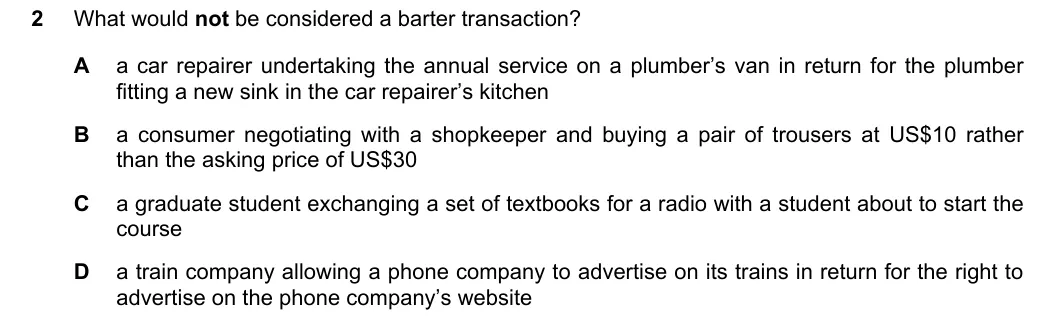 2 What would not be considered a barter transaction?
A a car repairer undertaking the annual service on a plumber's van in return for the plumber
fitting a new sink in the car repairer's kitchen
B a consumer negotiating with a shopkeeper and buying a pair of trousers at US$10 rather
than the asking price of US$30
C a graduate student exchanging a set of textbooks for a radio with a student about to start the
course
D a train company allowing a phone company to advertise on its trains in return for the right to
advertise on the phone company's website